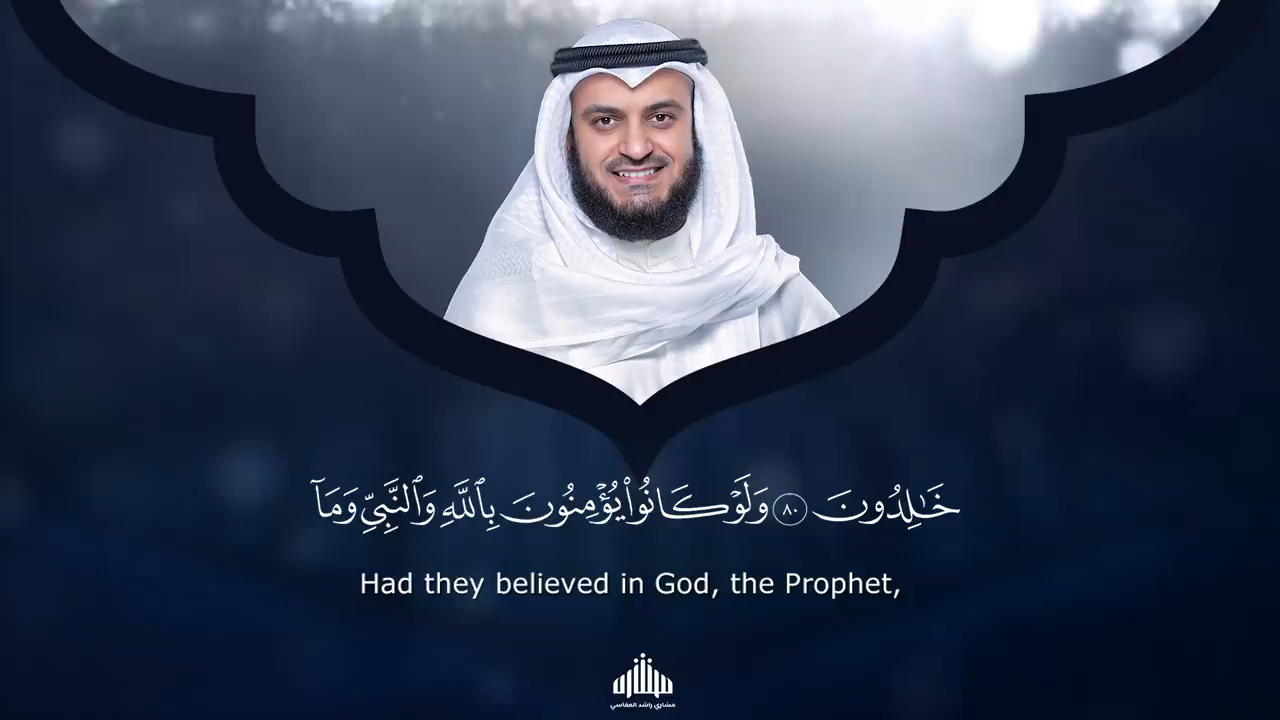 خَٰلِدُونَ ۝٨٠ وَلَوْ كَانُوا۟ يُؤْمِنُونَ بِٱللَّهِ وَٱلنَّبِىِّ وَمَآ
Had they believed in God, the Prophet,
مشاري راشد العفاسي